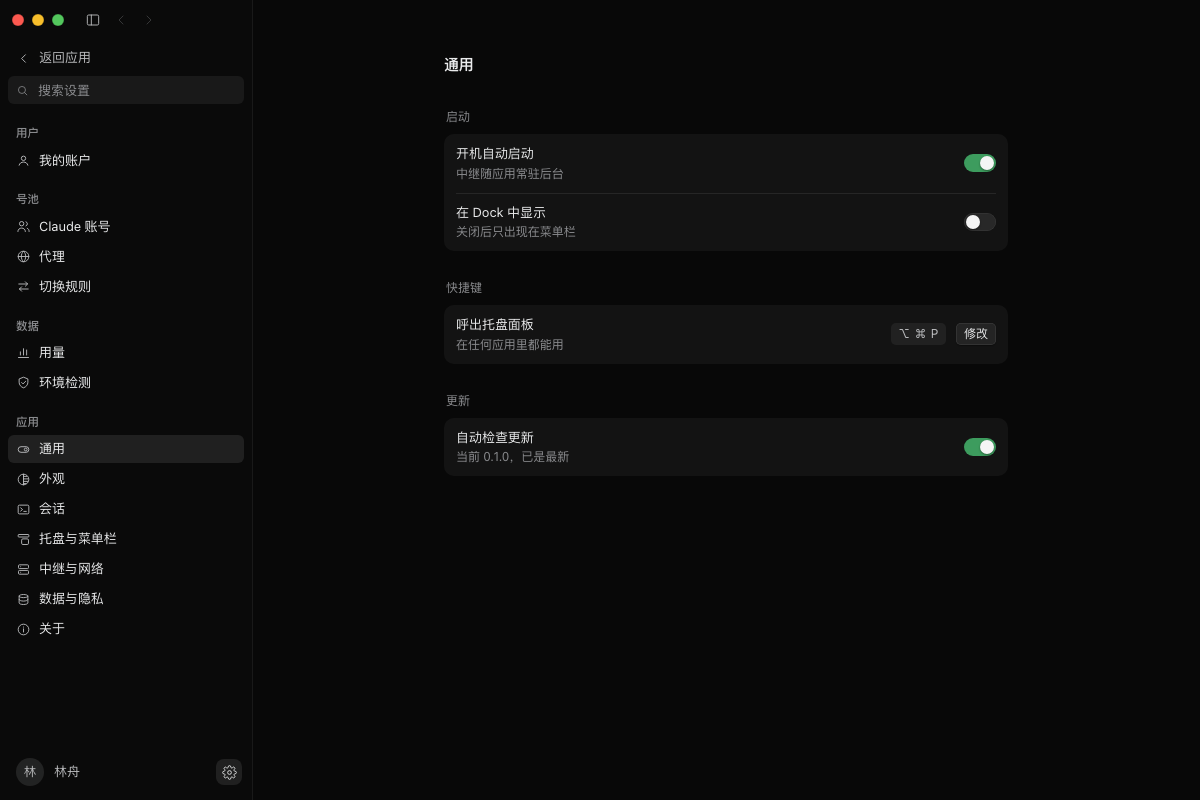 返回应用
搜索设置
用户
我的账户
号池
Claude 账号
代理
切换规则
数据
用量
环境检测
应用
通用
外观
会话
托盘与菜单栏
中继与网络
数据与隐私
关于
林 林舟
通用
启动
开机自动启动
中继随应用常驻后台
在 Dock 中显示
关闭后只出现在菜单栏
快捷键
呼出托盘面板
在任何应用里都能用
⌥ ⌘ P 修改
更新
自动检查更新
当前 0.1.0，已是最新